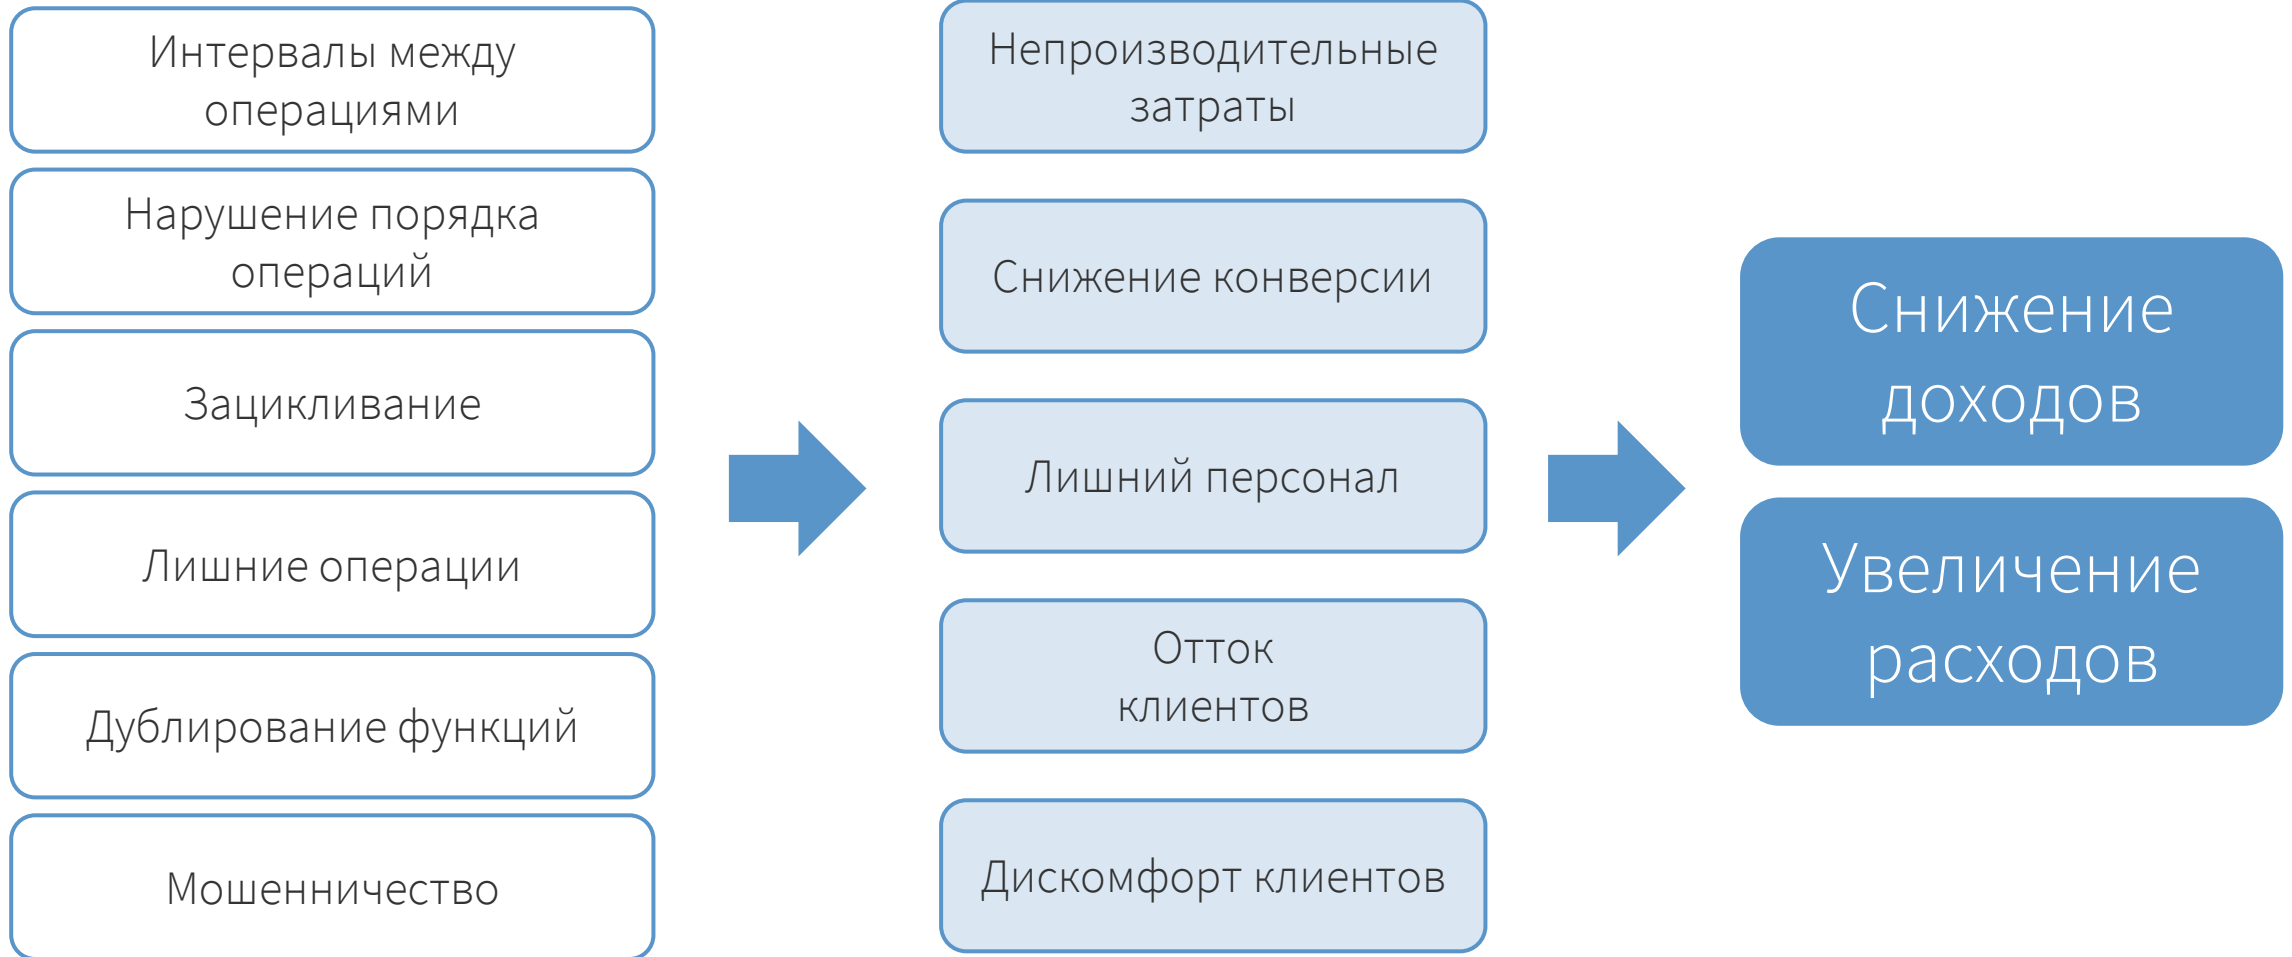 Интервалы между
операциями
Нарушение порядка
операций
Зацикливание
Лишние операции
Дублирование функций
Мошенничество
Непроизводительные
затраты
Снижение конверсии
Лишний персонал
Отток
клиентов
Дискомфорт клиентов
Снижение
доходов
Увеличение
расходов